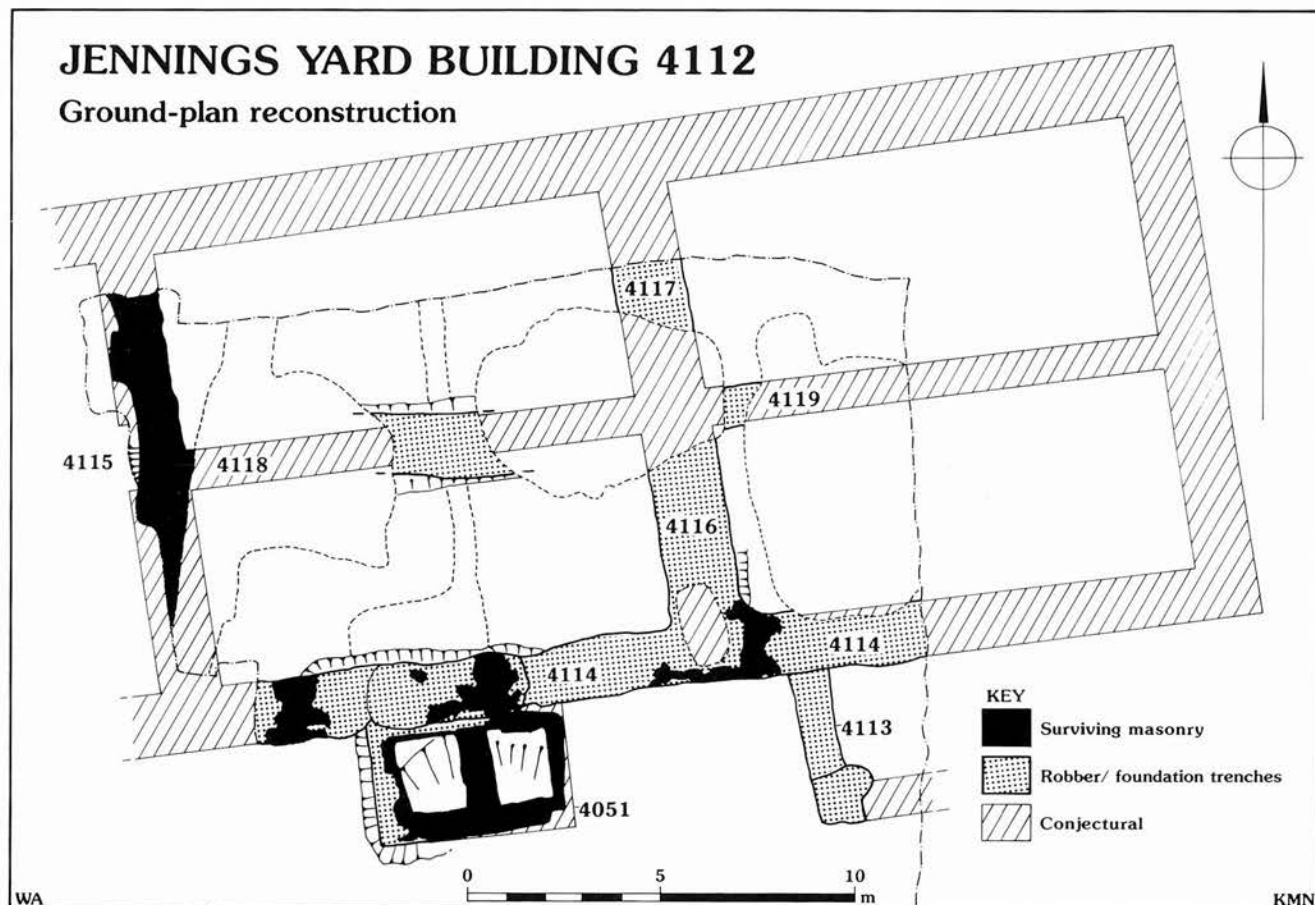 JENNINGS YARD BUILDING 4112
Ground-plan reconstruction
4117
4119
4115
4118
4116
4114
4114
4113
4051
KEY
Surviving masonry
Robber/ foundation trenches
Conjectural
0 5 10
m
WA
KMN